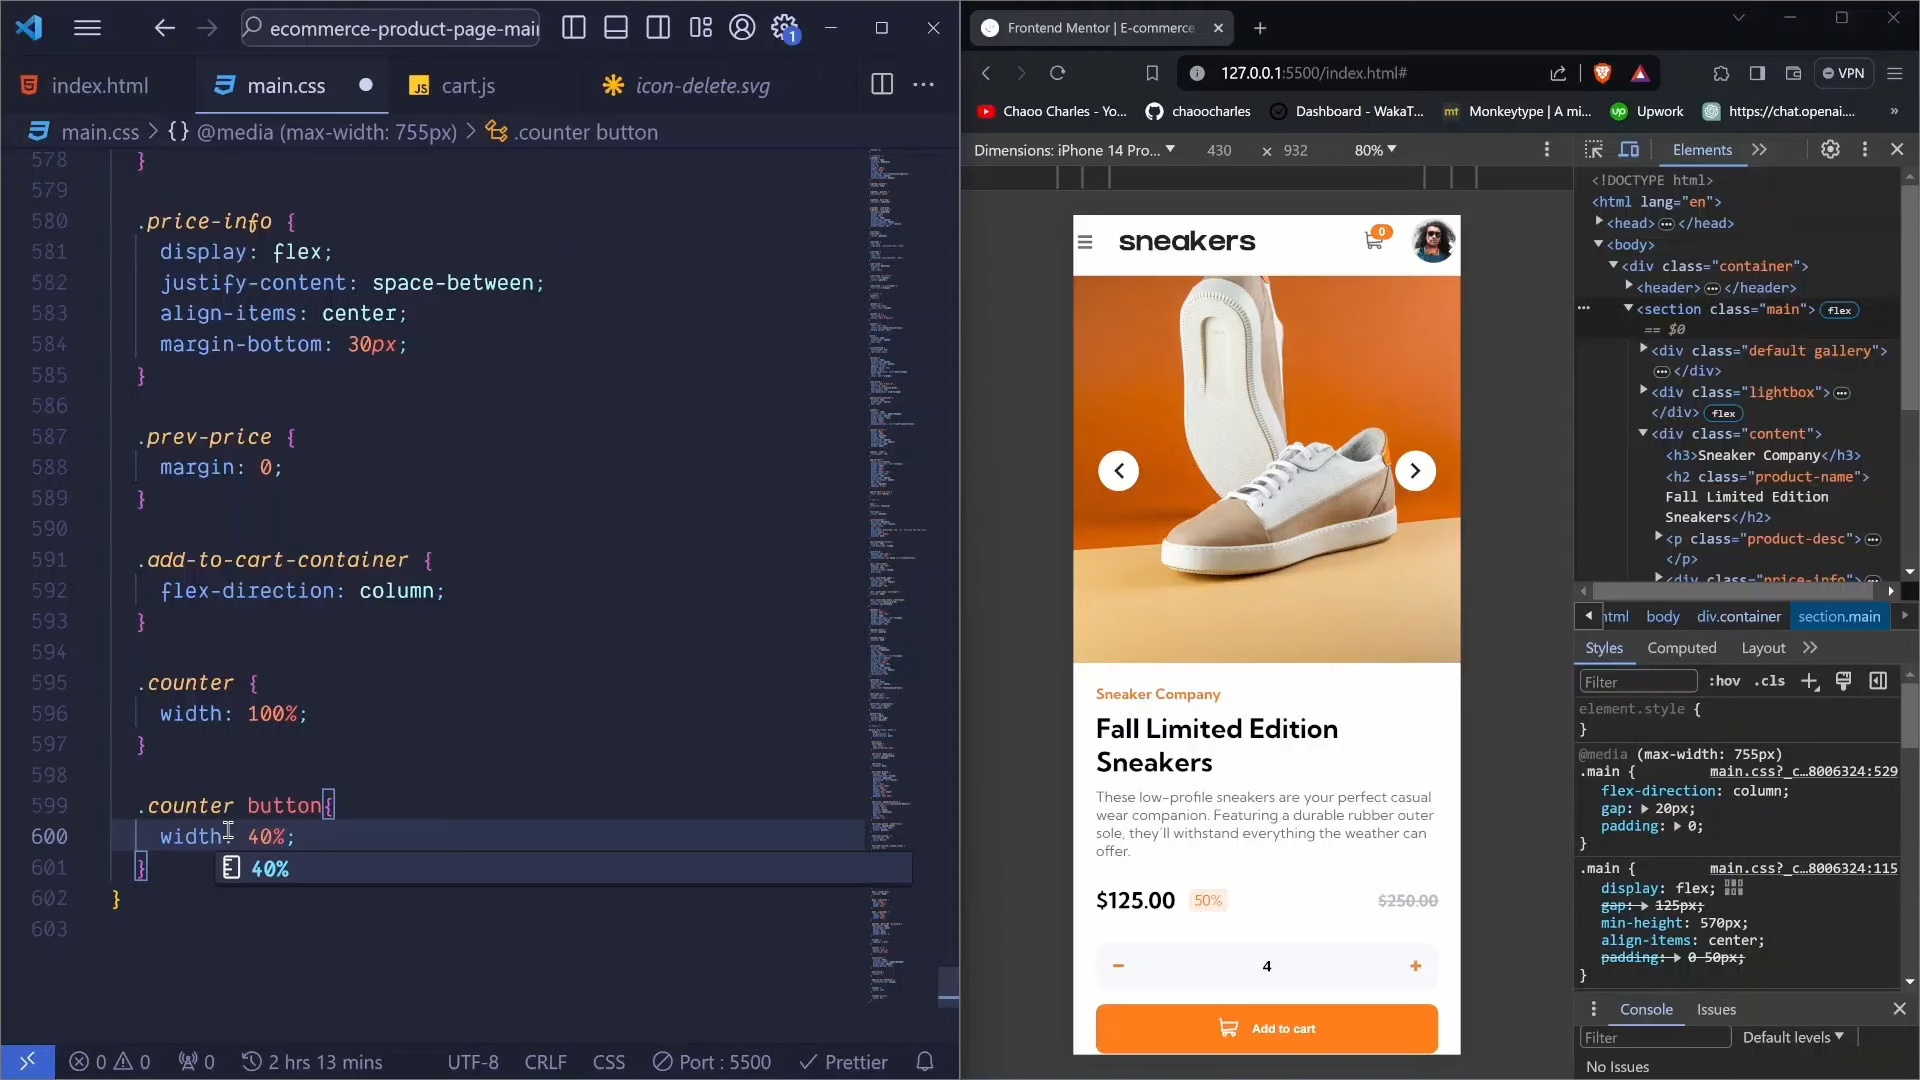 ecommerce-product-page-mai
1
index.html
main.css
JS cart.js
icon-delete.svg
main.css > {} @media (max-width: 755px) > .counter button
578 }
579
580 .price-info {
581 display: flex;
582 justify-content: space-between;
583 align-items: center;
584 margin-bottom: 30px;
585 }
586
587 .prev-price {
588 margin: 0;
589 }
590
591 .add-to-cart-container {
592 flex-direction: column;
593 }
594
595 .counter {
596 width: 100%;
597 }
598
599 .counter button{
600 width: 40%;
601 }
40%
602 }
603
0 0 0 2 hrs 13 mins UTF-8 CRLF CSS Port : 5500 Prettier
Frontend Mentor | E-commerce
127.0.0.1:5500/index.html#
VPN
Chaoo Charles - Yo...
chaoocharles
Dashboard - WakaT...
mt Monkeytype | A mi...
up Upwork
https://chat.openai....
»
Dimensions: iPhone 14 Pro... 430 × 932 80%
sneakers
0
Sneaker Company
Fall Limited Edition
Sneakers
These low-profile sneakers are your perfect casual
wear companion. Featuring a durable rubber outer
sole, they'll withstand everything the weather can
offer.
$125.00 50% $250.00
− 4 +
Add to cart
Elements
<!DOCTYPE html>
<html lang="en">
<head> ••• </head>
<body>
<div class="container">
<header> ••• </header>
<section class="main"> flex
== $0
<div class="default gallery">
••• </div>
<div class="lightbox"> •••
</div> flex
<div class="content">
<h3>Sneaker Company</h3>
<h2 class="product-name">
Fall Limited Edition
Sneakers</h2>
<p class="product-desc"> •••
</p>
<div class="price-info"> •••
html body div.container section.main
Styles Computed Layout
Filter :hov .cls
element.style {
}
@media (max-width: 755px)
.main { main.css?_c…8006324:529
flex-direction: column;
gap: 20px;
padding: 0;
}
.main { main.css?_c…8006324:115
display: flex;
gap: 125px;
min-height: 570px;
align-items: center;
padding: 0 50px;
}
Console Issues
Filter Default levels
No Issues